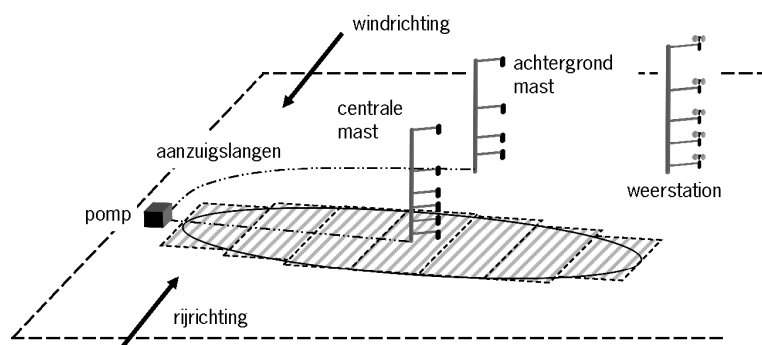 windrichting
achtergrond
mast
centrale
mast
aanzuigslangen
weerstation
pomp
rijrichting